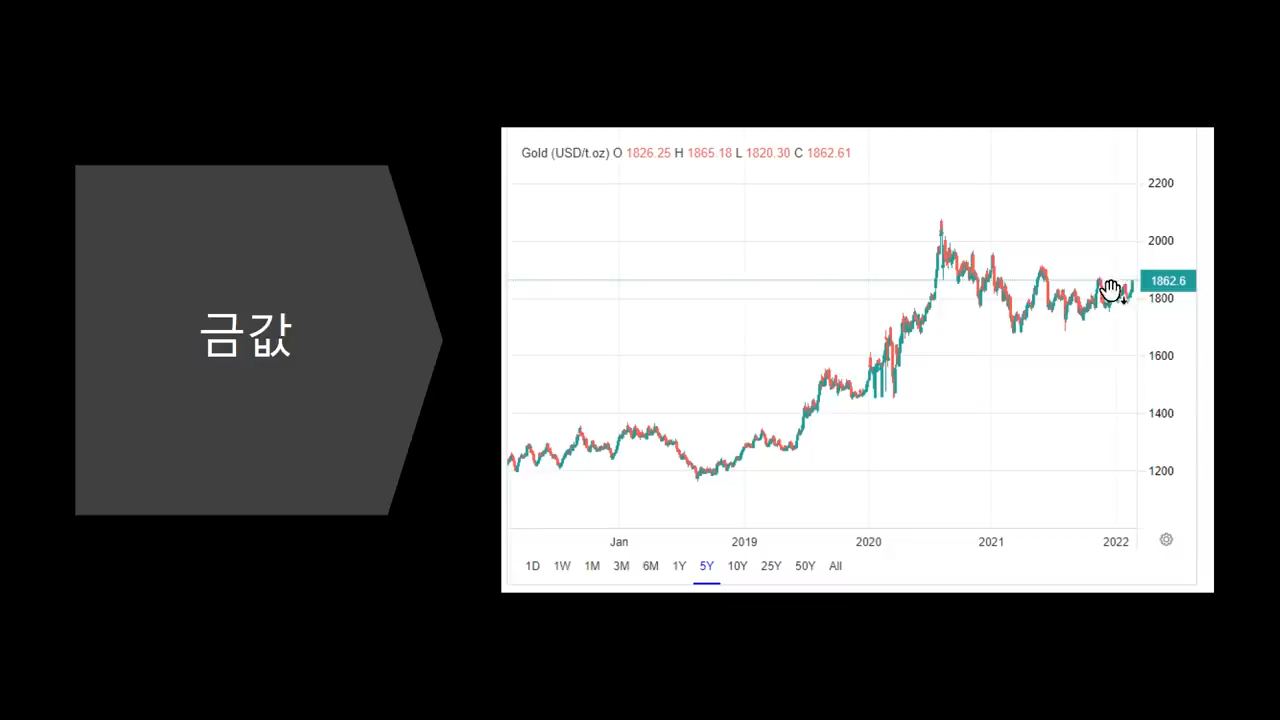 금값
Gold (USD/t.oz) O 1826.25 H 1865.18 L 1820.30 C 1862.61
2200
2000
1862.6
1800
1600
1400
1200
Jan 2019 2020 2021 2022
1D 1W 1M 3M 6M 1Y 5Y 10Y 25Y 50Y All